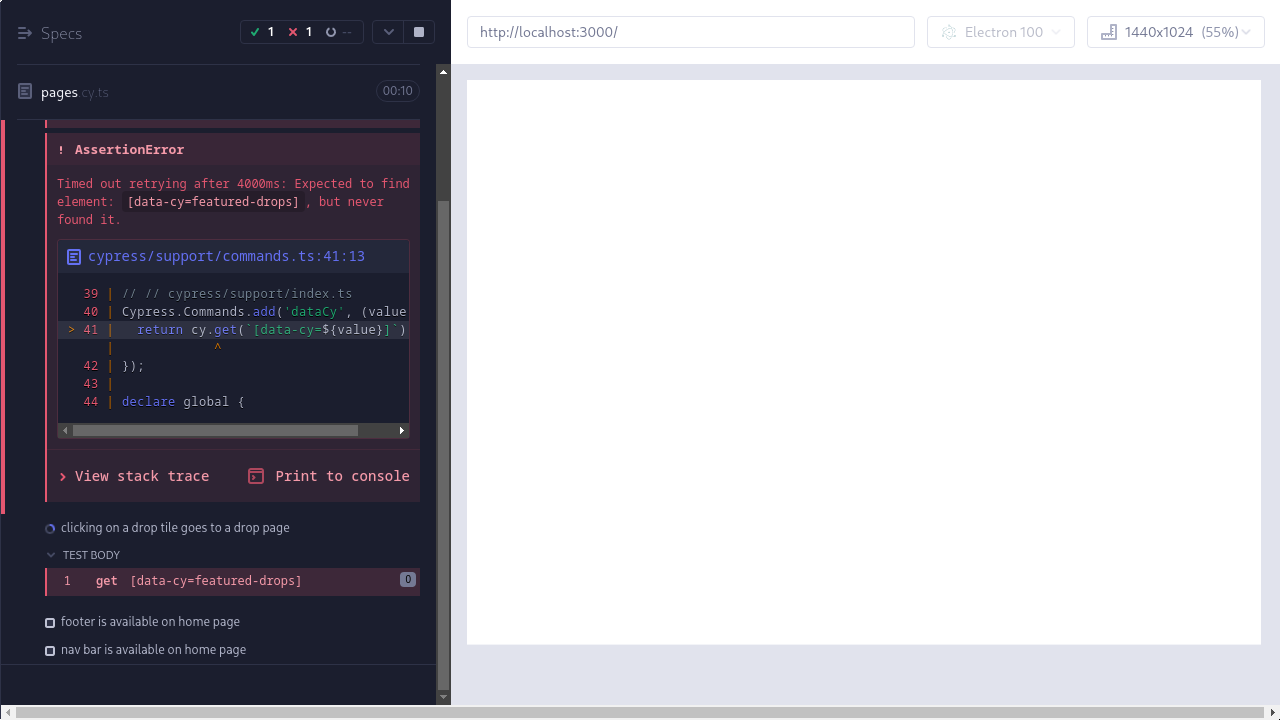 Specs
1 1 --
http://localhost:3000/
Electron 100
1440x1024 (55%)
pages.cy.ts
00:10
! AssertionError
Timed out retrying after 4000ms: Expected to find
element: [data-cy=featured-drops], but never
found it.
cypress/support/commands.ts:41:13
39 | // // cypress/support/index.ts
40 | Cypress.Commands.add('dataCy', (value
> 41 |   return cy.get(`[data-cy=${value}]`)
|             ^
42 | });
43 |
44 | declare global {
View stack trace
Print to console
clicking on a drop tile goes to a drop page
TEST BODY
1 get [data-cy=featured-drops] 0
footer is available on home page
nav bar is available on home page